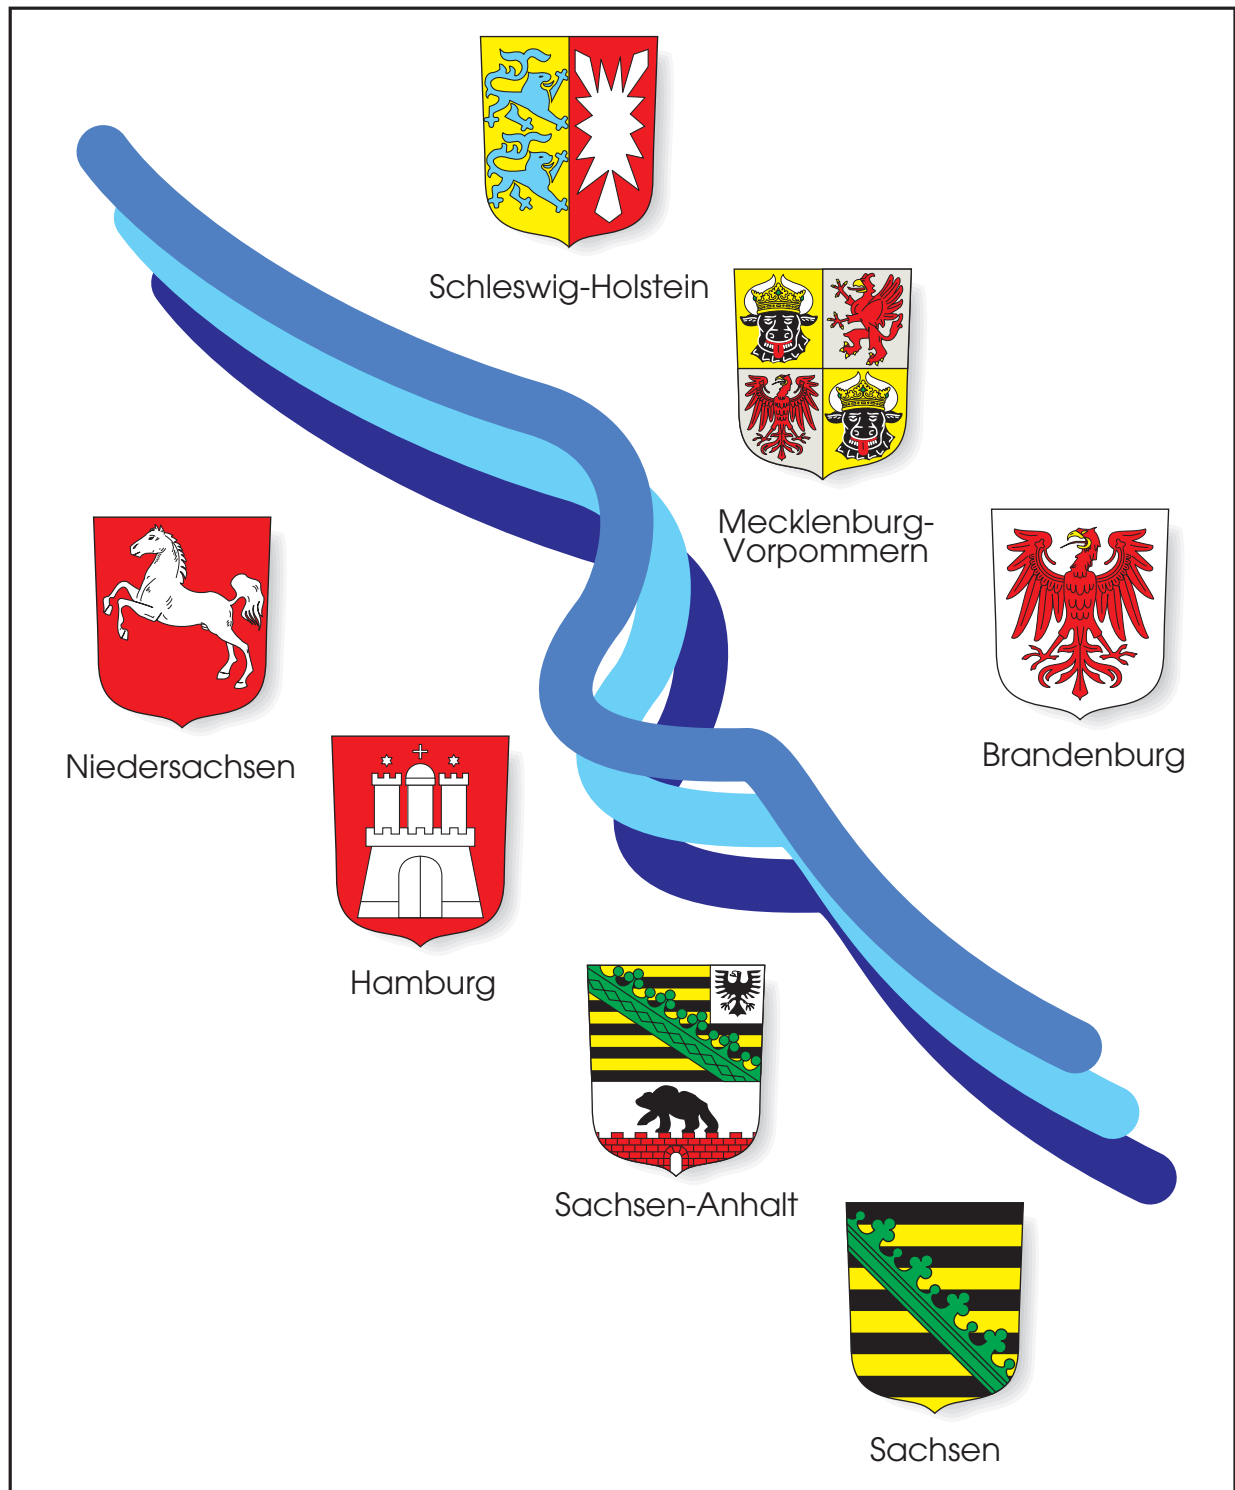 Schleswig-Holstein
Mecklenburg-
Vorpommern
Niedersachsen
Brandenburg
Hamburg
Sachsen-Anhalt
Sachsen